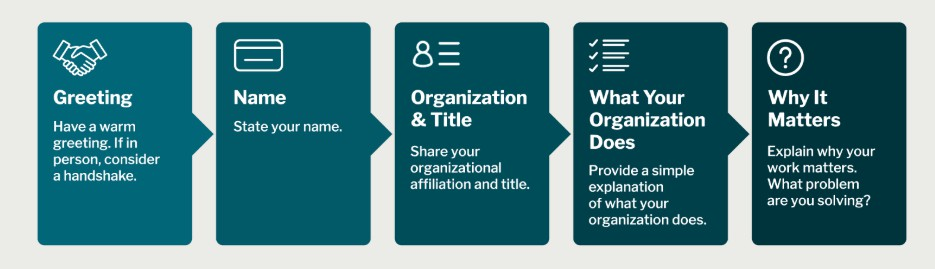 Greeting
Have a warm
greeting. If in
person, consider
a handshake.
Name
State your name.
Organization
& Title
Share your
organizational
affiliation and title.
What Your
Organization
Does
Provide a simple
explanation
of what your
organization does.
Why It
Matters
Explain why your
work matters.
What problem
are you solving?